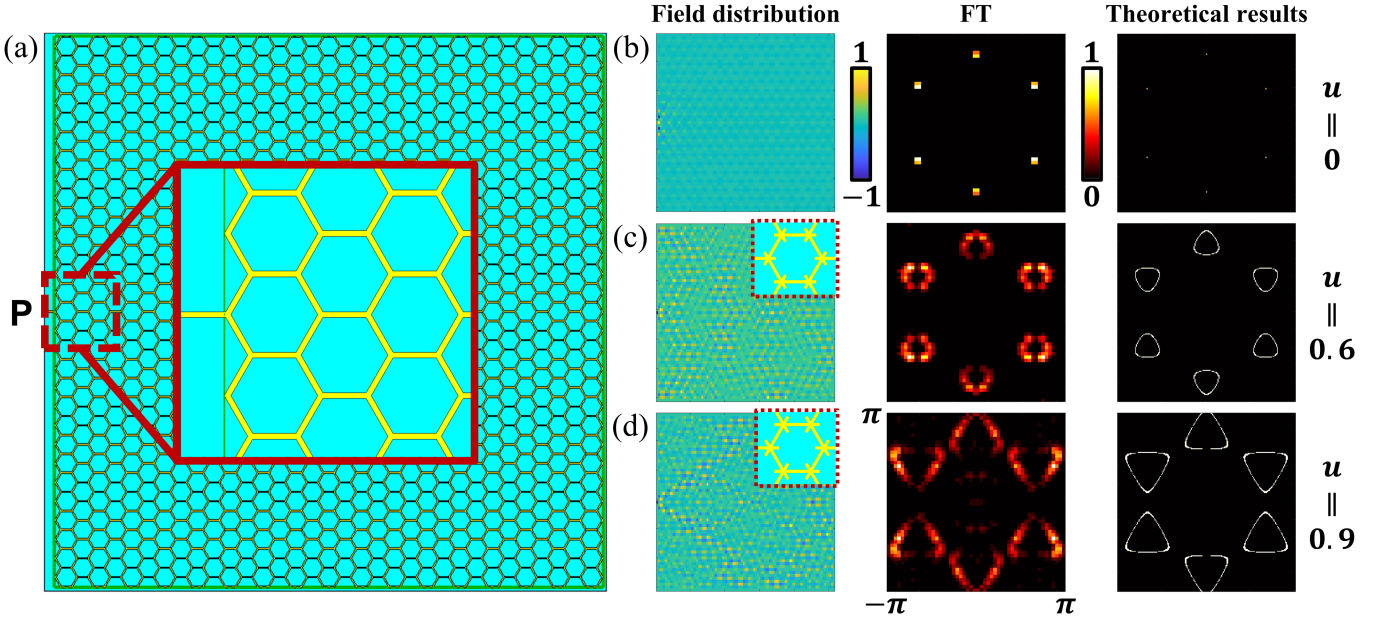 Field distribution FT Theoretical results
(a)
P
(b)
1
−1
1
0
u = 0
(c)
u = 0.6
(d)
π
−π π
u = 0.9